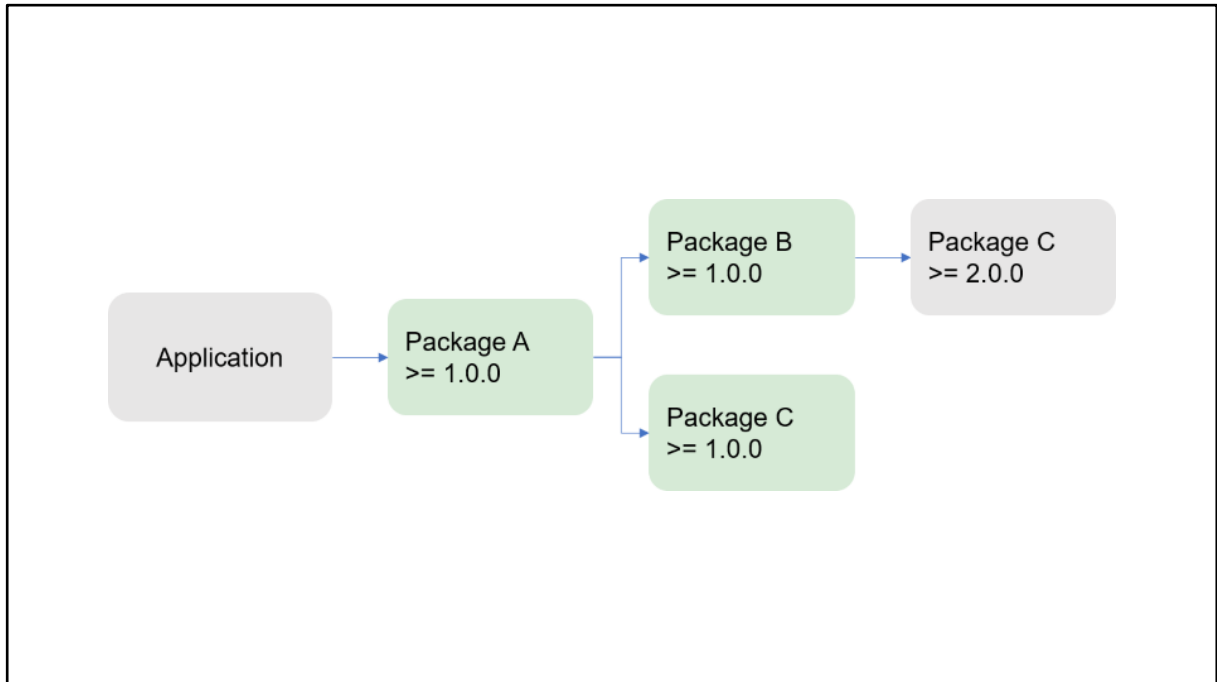 Application
Package A
>= 1.0.0
Package B
>= 1.0.0
Package C
>= 2.0.0
Package C
>= 1.0.0